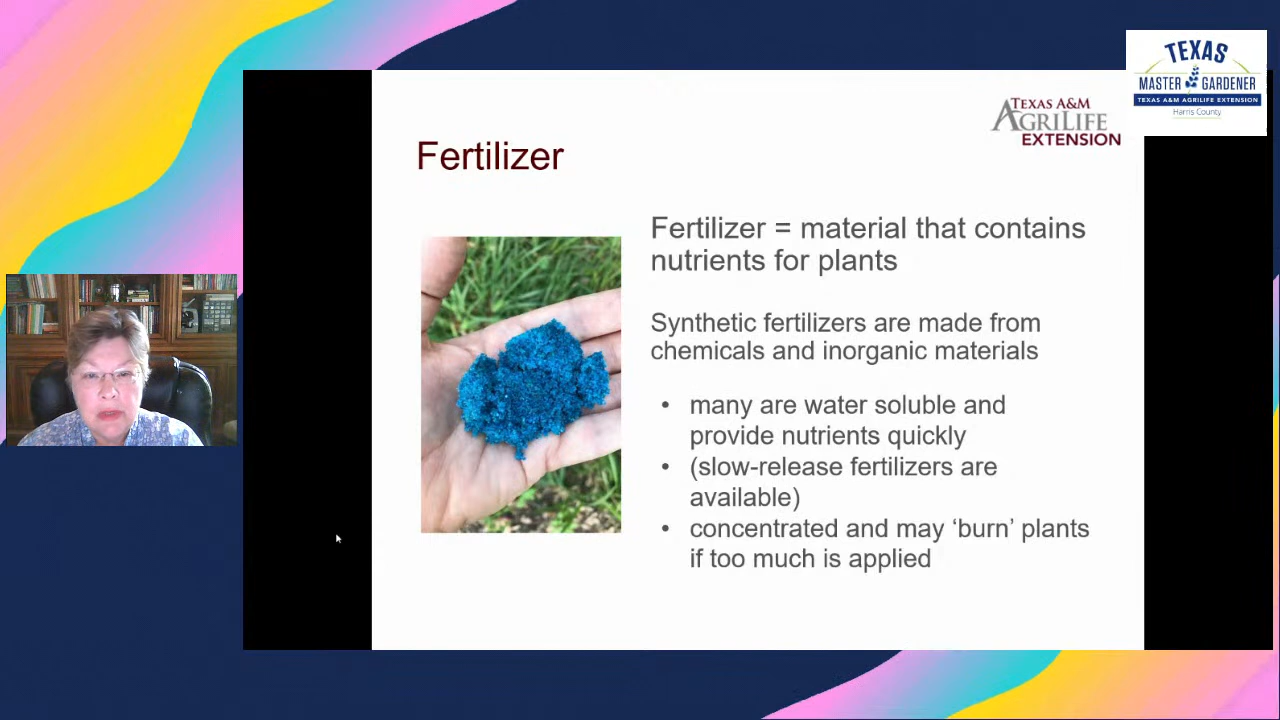 TEXAS
MASTER GARDENER
TEXAS A&M AGRILIFE EXTENSION
Harris County
TEXAS A&M
AGRILIFE
EXTENSION
Fertilizer
Fertilizer = material that contains
nutrients for plants
Synthetic fertilizers are made from
chemicals and inorganic materials
• many are water soluble and
provide nutrients quickly
• (slow-release fertilizers are
available)
• concentrated and may ‘burn’ plants
if too much is applied